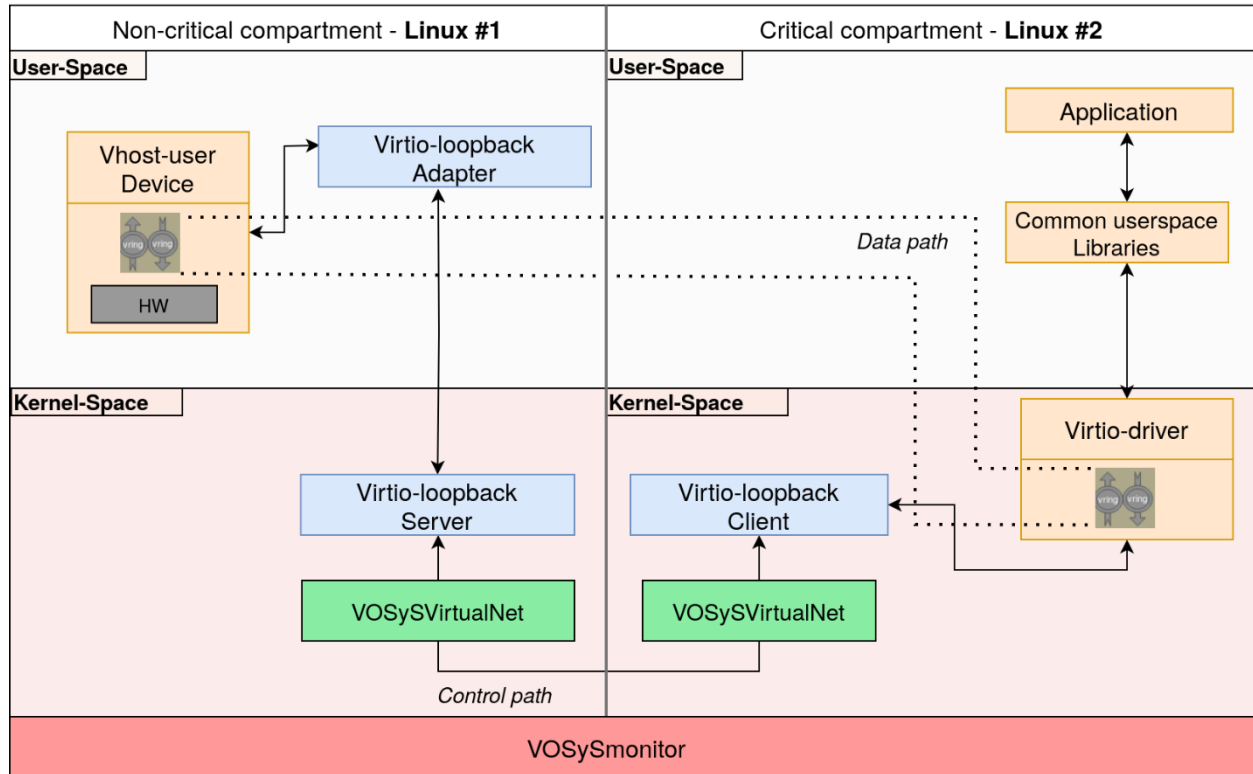 Non-critical compartment - Linux #1
Critical compartment - Linux #2
User-Space
User-Space
Application
Virtio-loopback
Adapter
Vhost-user
Device
Common userspace
Libraries
vring
vring
Data path
HW
Kernel-Space
Kernel-Space
Virtio-driver
vring
vring
Virtio-loopback
Server
Virtio-loopback
Client
VOSySVirtualNet
VOSySVirtualNet
Control path
VOSySmonitor